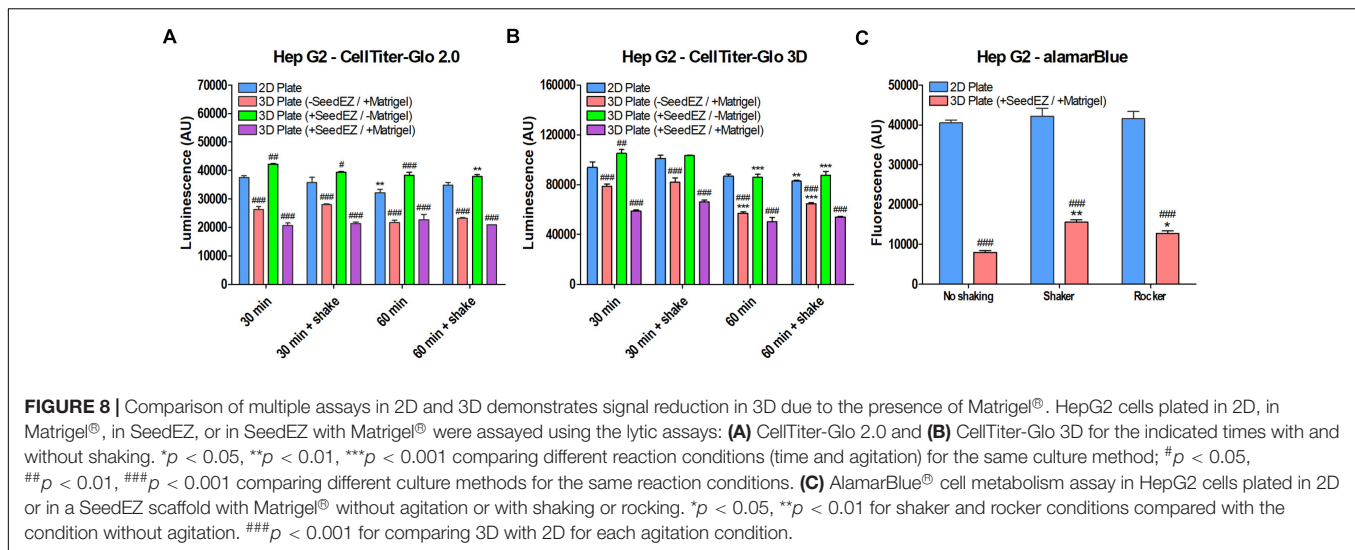 A
Hep G2 - CellTiter-Glo 2.0
70000
60000
50000
40000
30000
20000
10000
0
Luminescence (AU)
2D Plate
3D Plate (-SeedEZ / +Matrigel)
3D Plate (+SeedEZ / -Matrigel)
3D Plate (+SeedEZ / +Matrigel)
## ### ###
# ### ###
** ### ### ###
** ### ###
30 min
30 min + shake
60 min
60 min + shake
B
Hep G2 - CellTiter-Glo 3D
160000
120000
80000
40000
0
Luminescence (AU)
2D Plate
3D Plate (-SeedEZ / +Matrigel)
3D Plate (+SeedEZ / -Matrigel)
3D Plate (+SeedEZ / +Matrigel)
### ## ###
### ###
### *** *** ###
** ### *** *** ###
30 min
30 min + shake
60 min
60 min + shake
C
Hep G2 - alamarBlue
50000
40000
30000
20000
10000
0
Fluorescence (AU)
2D Plate
3D Plate (+SeedEZ / +Matrigel)
###
### **
### *
No shaking
Shaker
Rocker
FIGURE 8 | Comparison of multiple assays in 2D and 3D demonstrates signal reduction in 3D due to the presence of Matrigel®. HepG2 cells plated in 2D, in
Matrigel®, in SeedEZ, or in SeedEZ with Matrigel® were assayed using the lytic assays: (A) CellTiter-Glo 2.0 and (B) CellTiter-Glo 3D for the indicated times with and
without shaking. *p < 0.05, **p < 0.01, ***p < 0.001 comparing different reaction conditions (time and agitation) for the same culture method; #p < 0.05,
##p < 0.01, ###p < 0.001 comparing different culture methods for the same reaction conditions. (C) AlamarBlue® cell metabolism assay in HepG2 cells plated in 2D
or in a SeedEZ scaffold with Matrigel® without agitation or with shaking or rocking. *p < 0.05, **p < 0.01 for shaker and rocker conditions compared with the
condition without agitation. ###p < 0.001 for comparing 3D with 2D for each agitation condition.